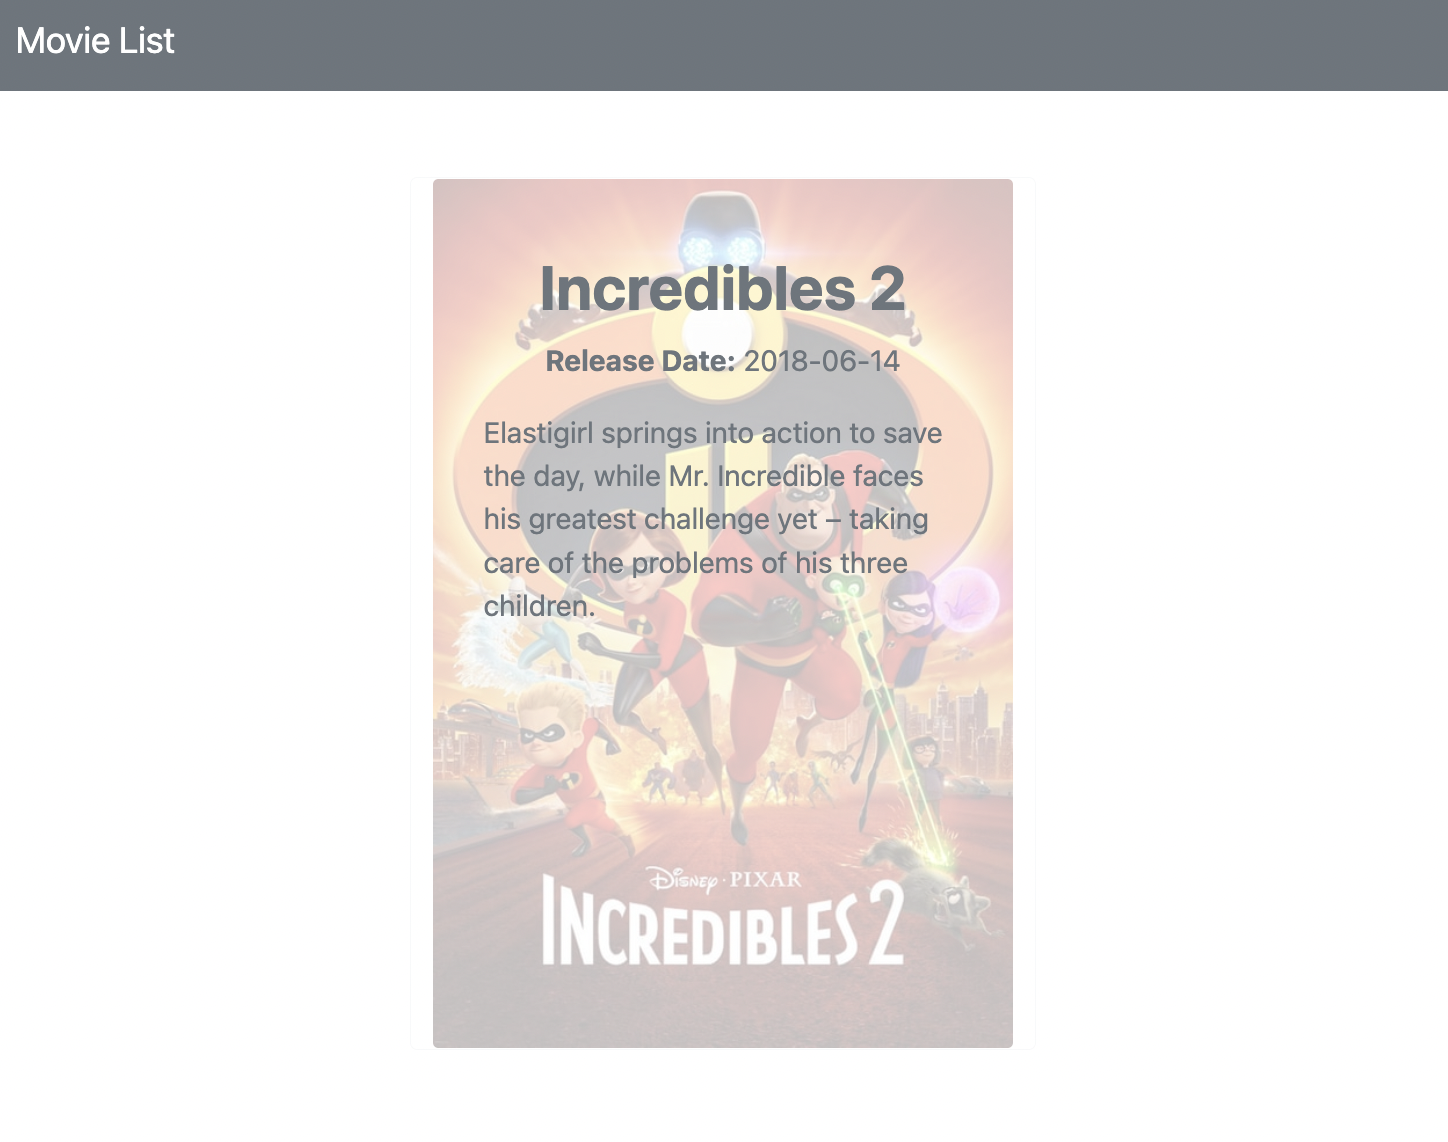 Movie List
Incredibles 2
Release Date: 2018-06-14
Elastigirl springs into action to save
the day, while Mr. Incredible faces
his greatest challenge yet – taking
care of the problems of his three
children.
Disney · PIXAR
INCREDIBLES 2